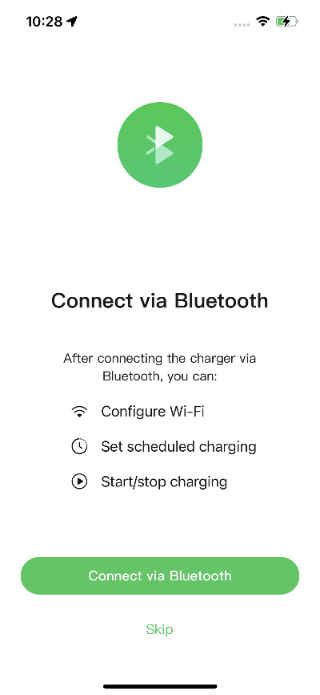 10:28
Connect via Bluetooth
After connecting the charger via
Bluetooth, you can:
Configure Wi-Fi
Set scheduled charging
Start/stop charging
Connect via Bluetooth
Skip